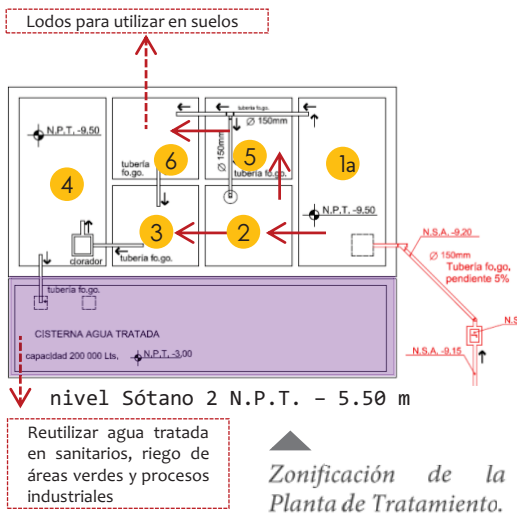 Lodos para utilizar en suelos
tubería fo.go.
Ø 150mm
N.P.T. -9,50
tubería
fo.go.
6
Ø 150mm
5
tubería fo.go.
1a
4
N.P.T. -9,50
3
2
N.S.A. -9.20
clorador
tubería fo.go.
Ø 150mm
Tubería fo,go.
pendiente 5%
tubería fo.go.
N.S
CISTERNA AGUA TRATADA
capacidad 200 000 Lts, N.P.T. -3,00
N.S.A. -9.15
nivel Sótano 2 N.P.T. – 5.50 m
Reutilizar agua tratada
en sanitarios, riego de
áreas verdes y procesos
industriales
Zonificación de la
Planta de Tratamiento.